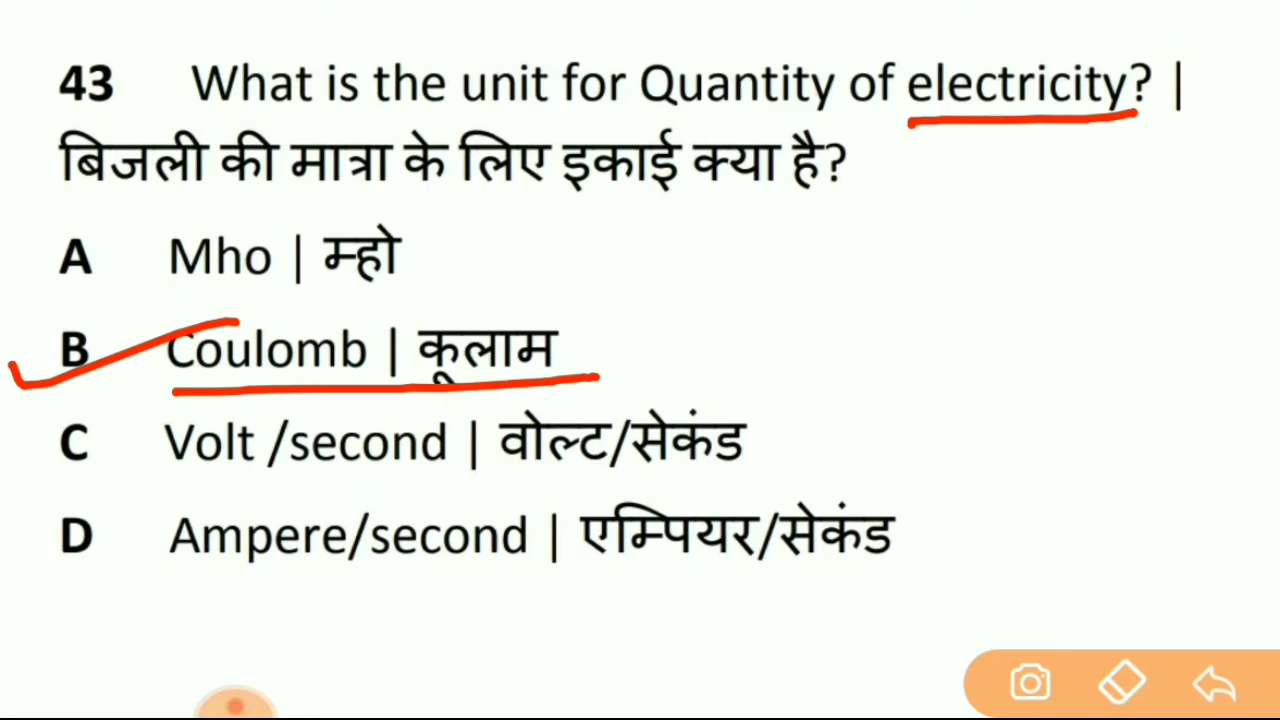 43 What is the unit for Quantity of electricity? |
बिजली की मात्रा के लिए इकाई क्या है?
A Mho | म्हो
B Coulomb | कूलाम
C Volt /second | वोल्ट/सेकंड
D Ampere/second | एम्पियर/सेकंड